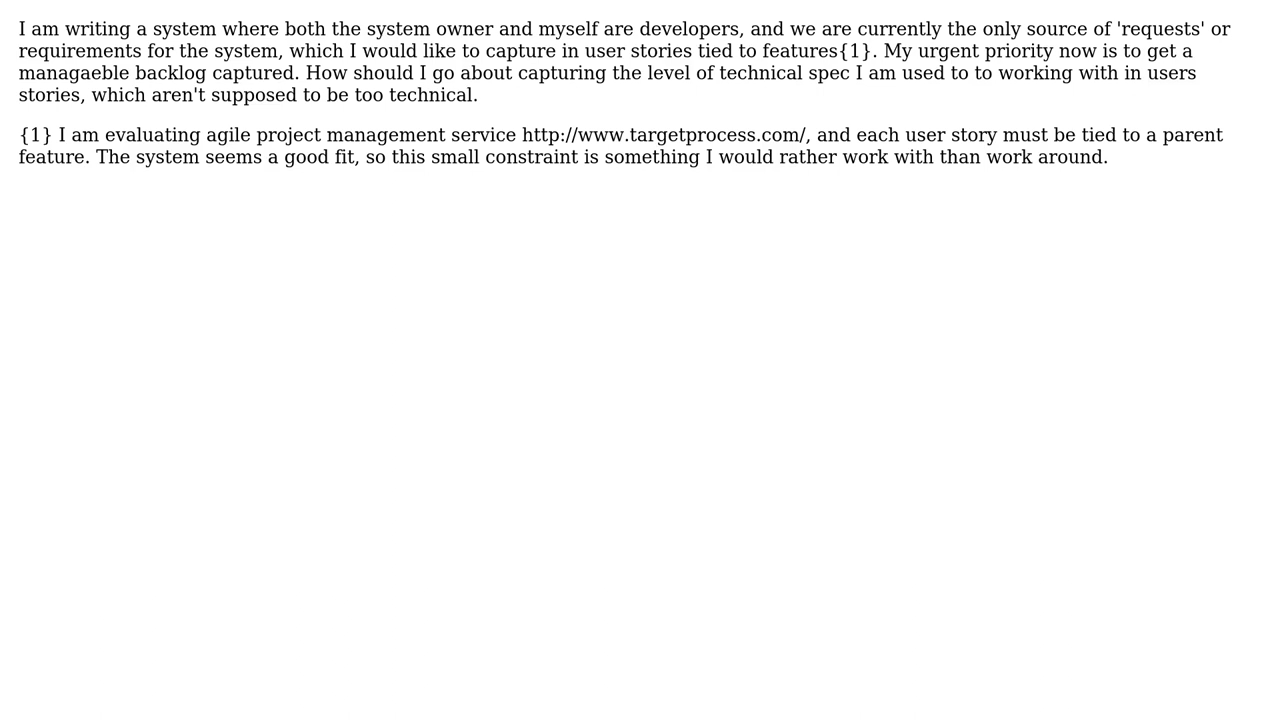 I am writing a system where both the system owner and myself are developers, and we are currently the only source of 'requests' or
requirements for the system, which I would like to capture in user stories tied to features{1}. My urgent priority now is to get a
managaeble backlog captured. How should I go about capturing the level of technical spec I am used to to working with in users
stories, which aren't supposed to be too technical.
{1} I am evaluating agile project management service http://www.targetprocess.com/, and each user story must be tied to a parent
feature. The system seems a good fit, so this small constraint is something I would rather work with than work around.